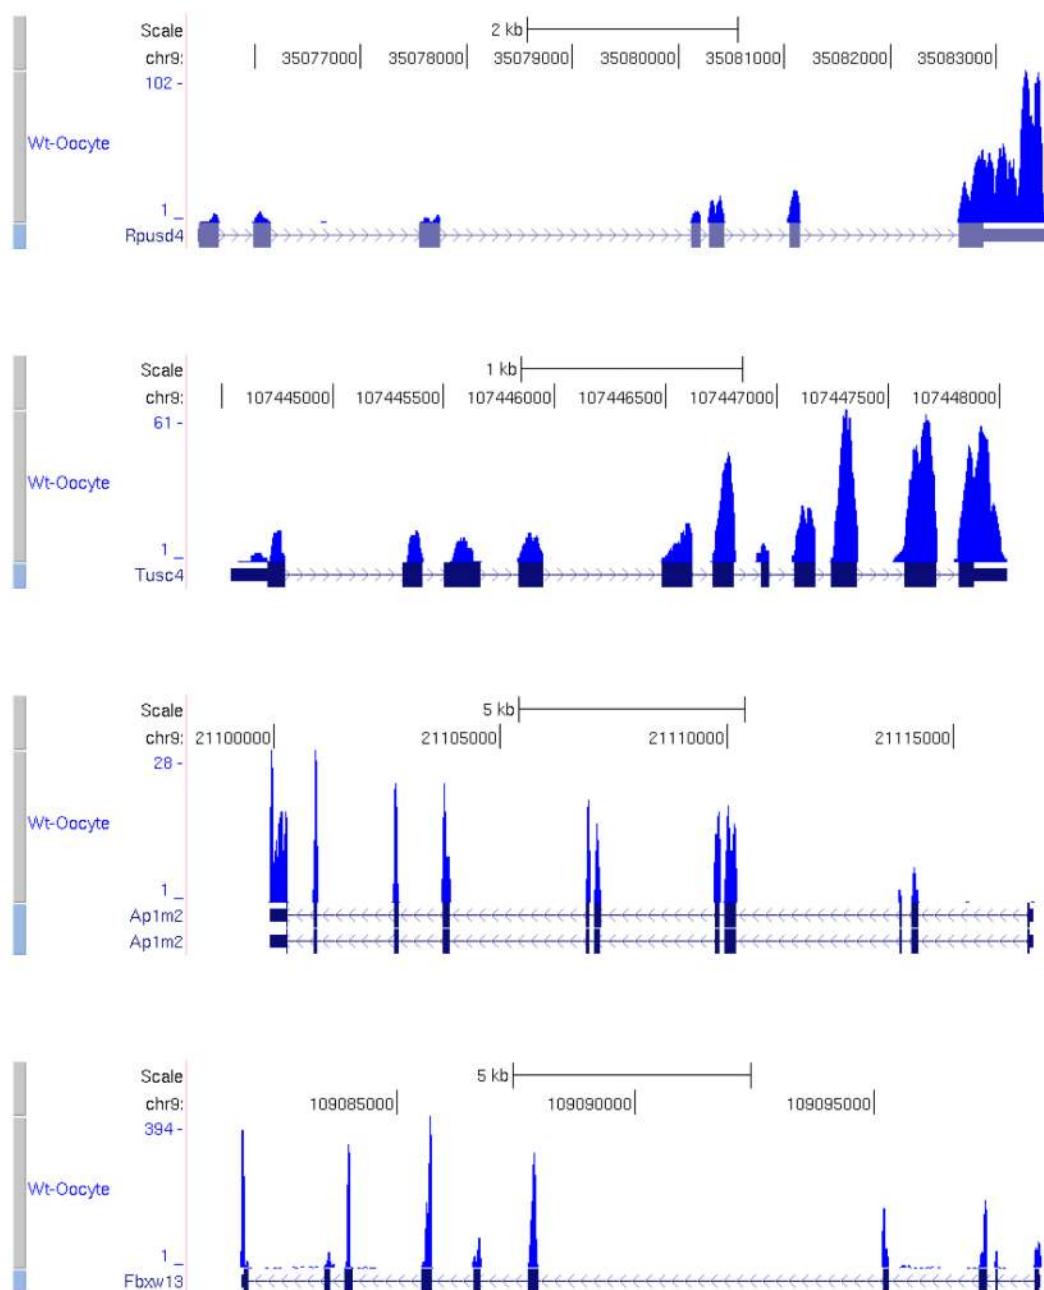 Scale 2 kb
chr9: 35077000 35078000 35079000 35080000 35081000 35082000 35083000
102 -
Wt-Oocyte
1 _
Rpusd4
Scale 1 kb
chr9: 107445000 107445500 107446000 107446500 107447000 107447500 107448000
61 -
Wt-Oocyte
1 _
Tusc4
Scale 5 kb
chr9: 21100000 21105000 21110000 21115000
28 -
Wt-Oocyte
1 _
Ap1m2
Ap1m2
Scale 5 kb
chr9: 109085000 109090000 109095000
394 -
Wt-Oocyte
1 _
Fbxw13